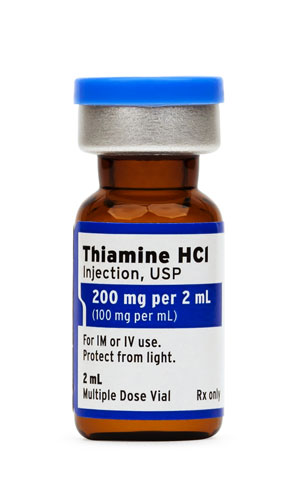 Thiamine HCl
Injection, USP
200 mg per 2 mL
(100 mg per mL)
For IM or IV use.
Protect from light.
2 mL
Multiple Dose Vial Rx only